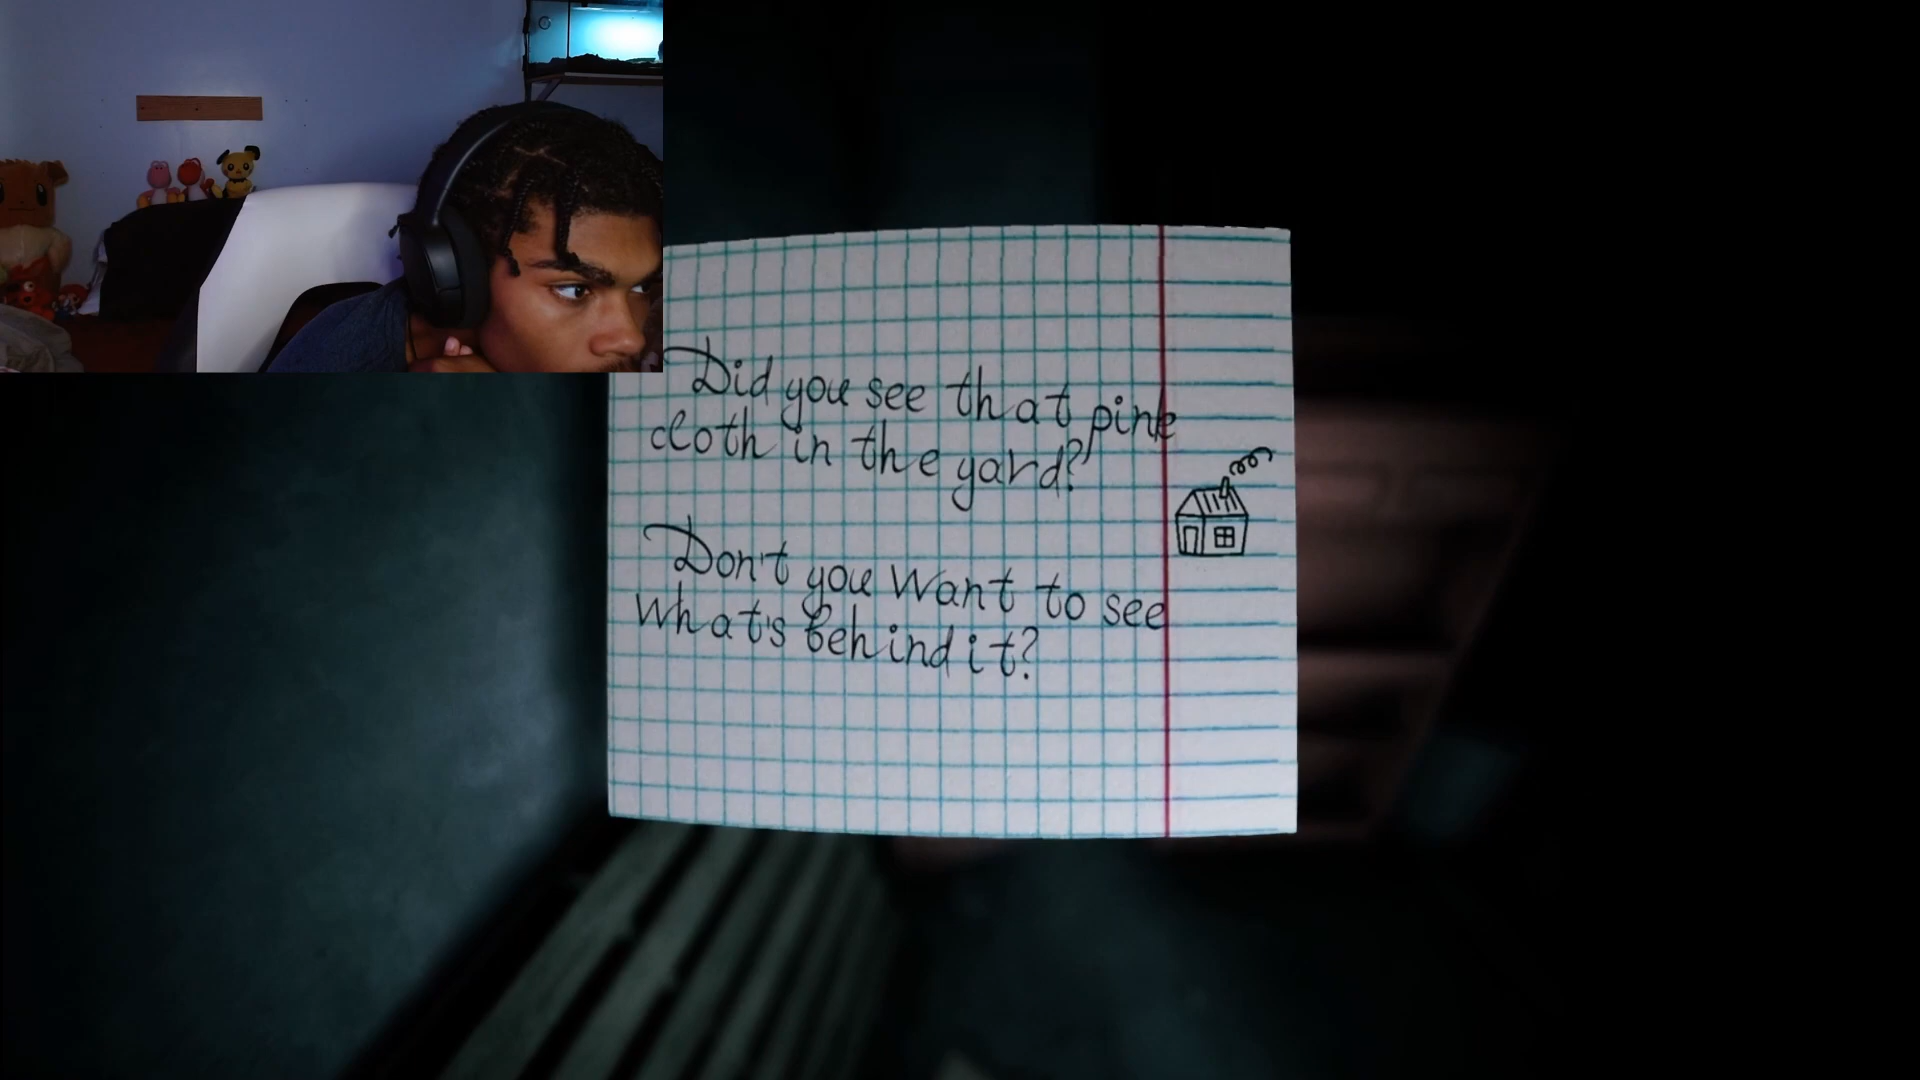 Did you see that pink
cloth in the yard?
Don't you want to see
what's behind it?